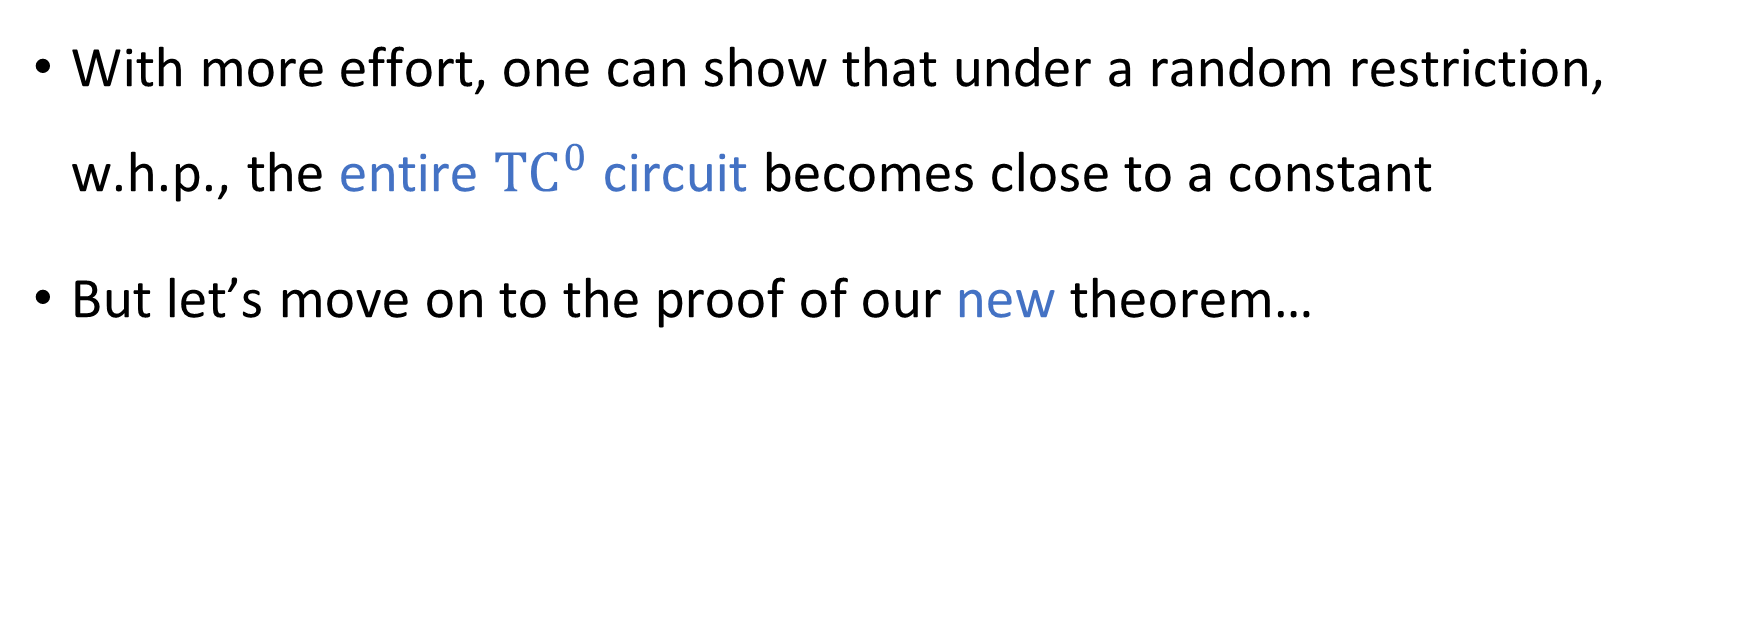 • With more effort, one can show that under a random restriction,
w.h.p., the entire TC⁰ circuit becomes close to a constant
• But let’s move on to the proof of our new theorem…